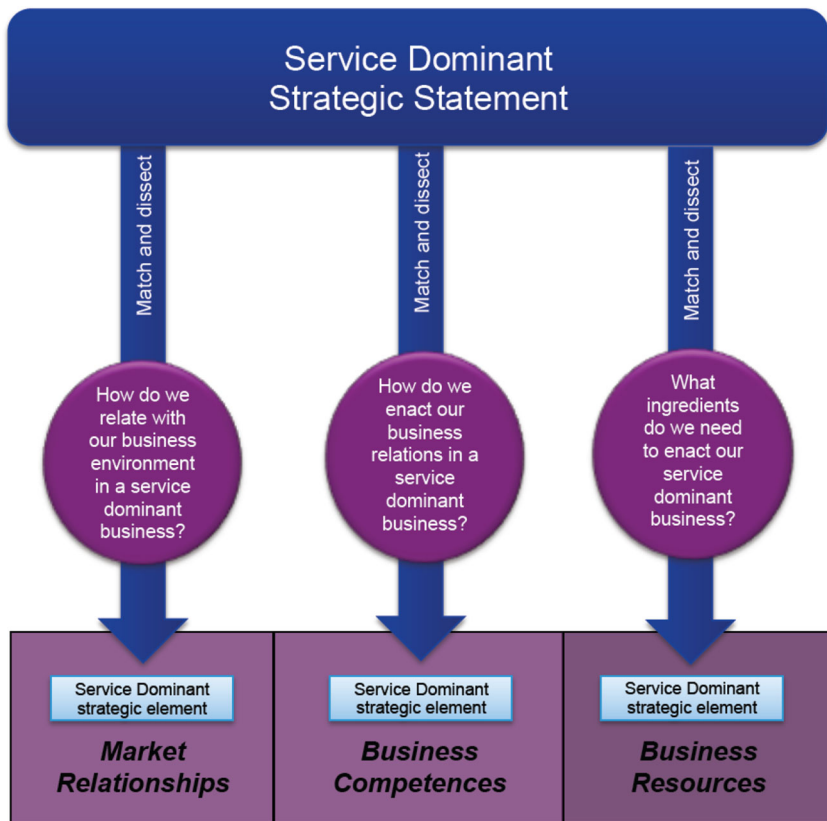 Service Dominant
Strategic Statement
Match and dissect
Match and dissect
Match and dissect
How do we
relate with
our business
environment
in a service
dominant
business?
How do we
enact our
business
relations in a
service
dominant
business?
What
ingredients
do we need
to enact our
service
dominant
business?
Service Dominant
strategic element
Market
Relationships
Service Dominant
strategic element
Business
Competences
Service Dominant
strategic element
Business
Resources